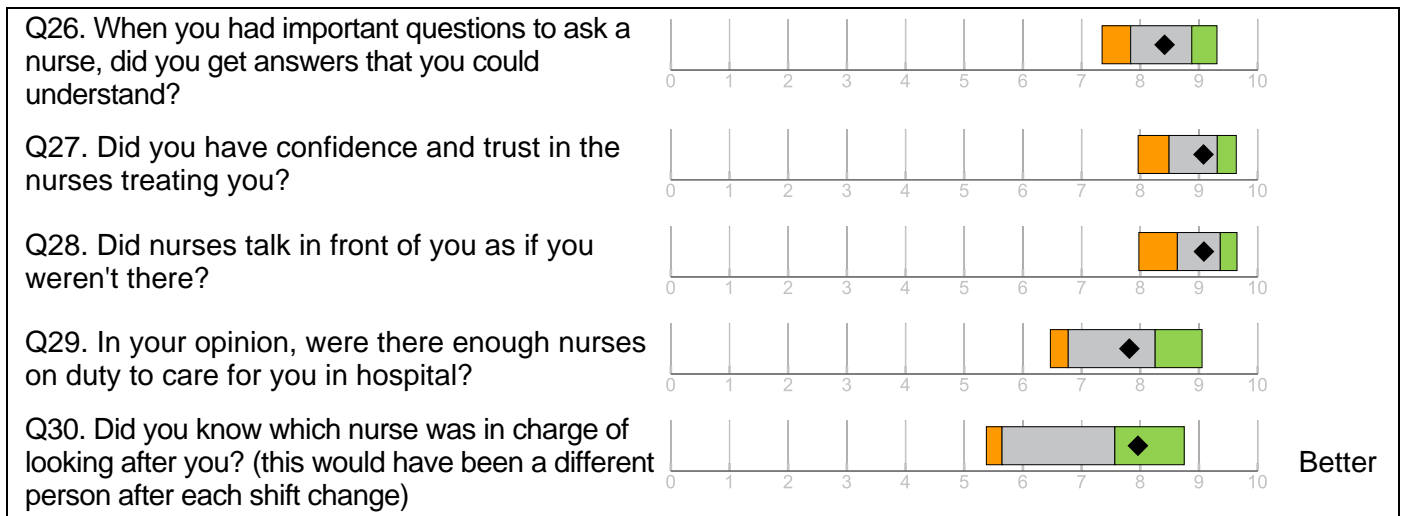 Q26. When you had important questions to ask a
nurse, did you get answers that you could
understand?
0 1 2 3 4 5 6 7 8 9 10
Q27. Did you have confidence and trust in the
nurses treating you?
0 1 2 3 4 5 6 7 8 9 10
Q28. Did nurses talk in front of you as if you
weren't there?
0 1 2 3 4 5 6 7 8 9 10
Q29. In your opinion, were there enough nurses
on duty to care for you in hospital?
0 1 2 3 4 5 6 7 8 9 10
Q30. Did you know which nurse was in charge of
looking after you? (this would have been a different
person after each shift change)
0 1 2 3 4 5 6 7 8 9 10
Better